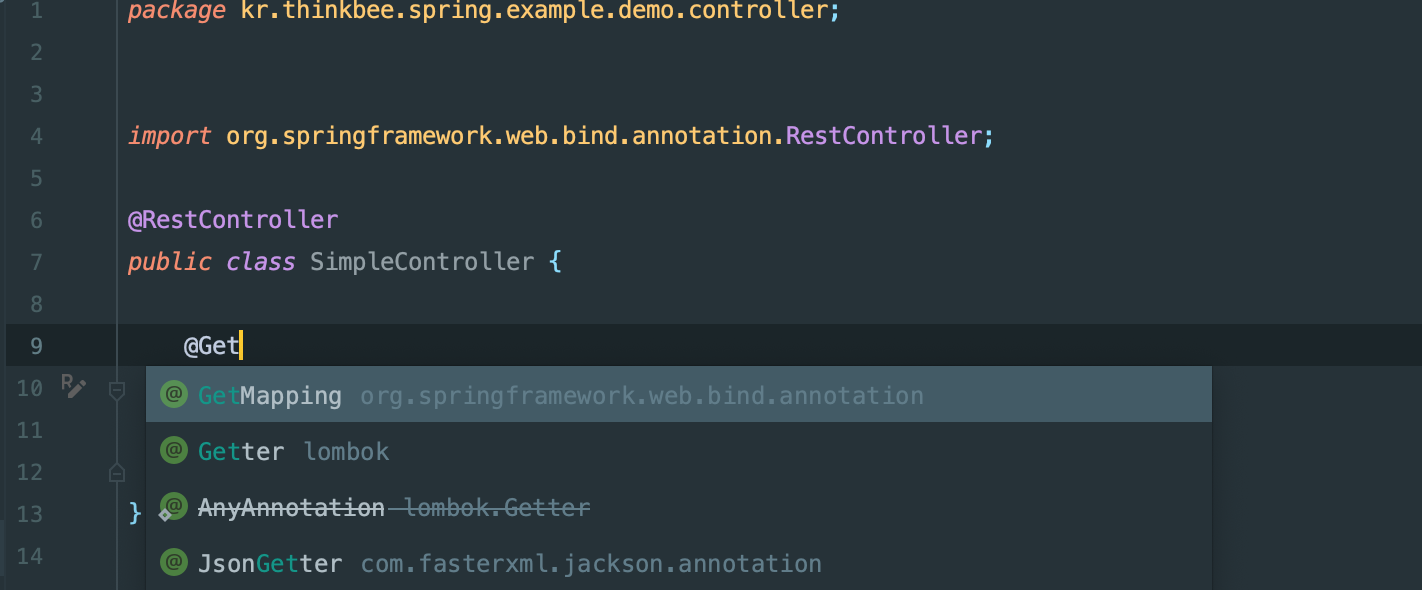 1 package kr.thinkbee.spring.example.demo.controller;
2
3
4 import org.springframework.web.bind.annotation.RestController;
5
6 @RestController
7 public class SimpleController {
8
9 @Get
10 R @ GetMapping org.springframework.web.bind.annotation
11 @ Getter lombok
12 @ AnyAnnotation lombok.Getter
13 }
14 @ JsonGetter com.fasterxml.jackson.annotation